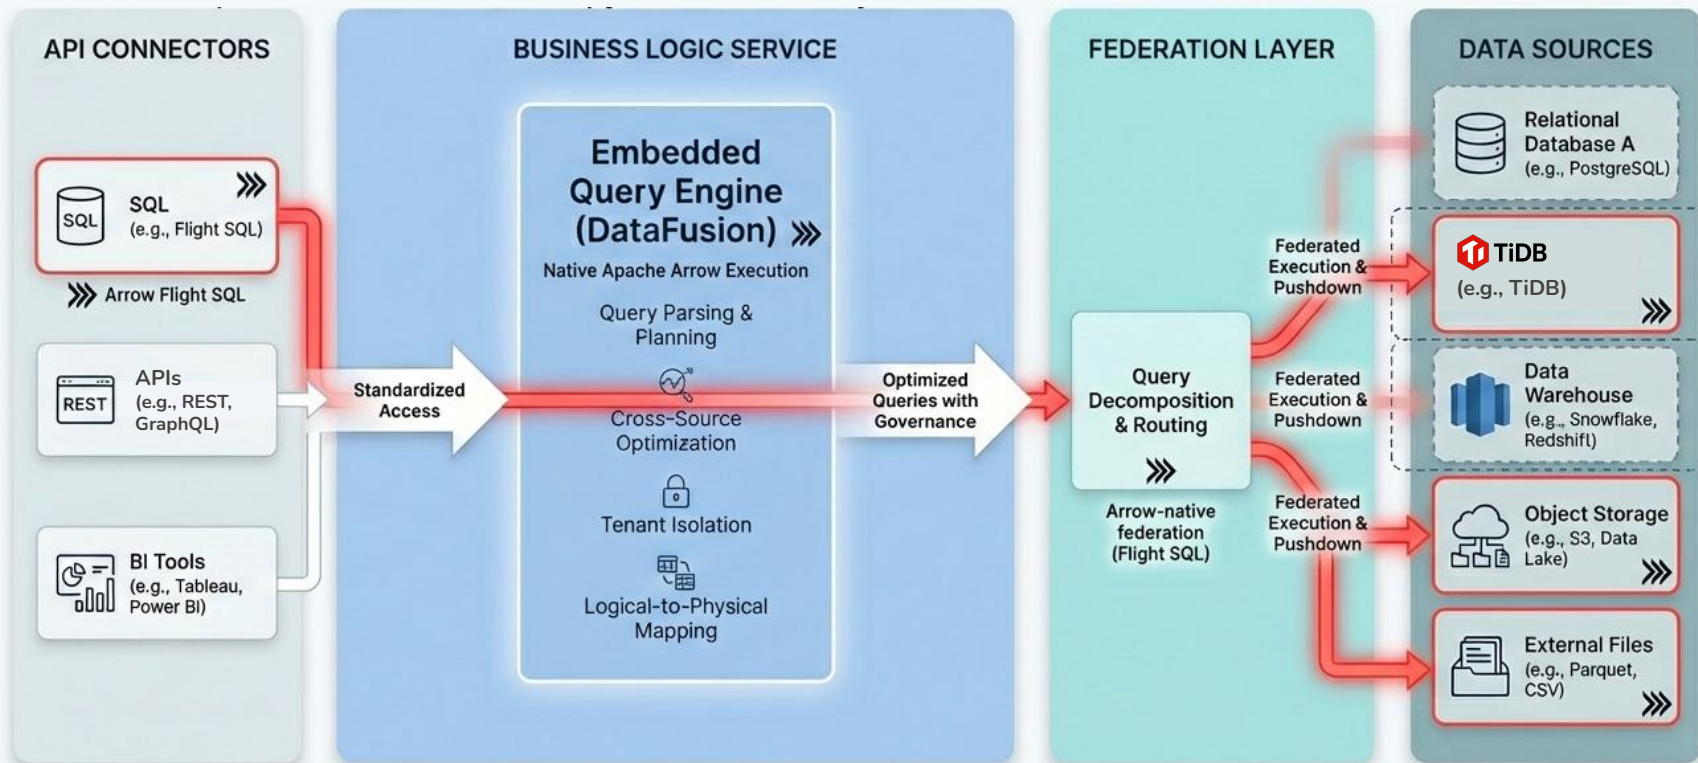 API CONNECTORS
SQL
SQL
(e.g., Flight SQL)
Arrow Flight SQL
REST
APIs
(e.g., REST,
GraphQL)
BI Tools
(e.g., Tableau,
Power BI)
BUSINESS LOGIC SERVICE
Standardized
Access
Embedded
Query Engine
(DataFusion)
Native Apache Arrow Execution
Query Parsing &
Planning
Cross-Source
Optimization
Tenant Isolation
Logical-to-Physical
Mapping
Optimized
Queries with
Governance
FEDERATION LAYER
Query
Decomposition
& Routing
Arrow-native
federation
(Flight SQL)
Federated
Execution &
Pushdown
Federated
Execution &
Pushdown
Federated
Execution &
Pushdown
DATA SOURCES
Relational
Database A
(e.g., PostgreSQL)
TiDB
(e.g., TiDB)
Data
Warehouse
(e.g., Snowflake,
Redshifl)
Object Storage
(e.g., S3, Data
Lake)
External Files
(e.g., Parquet,
CSV)